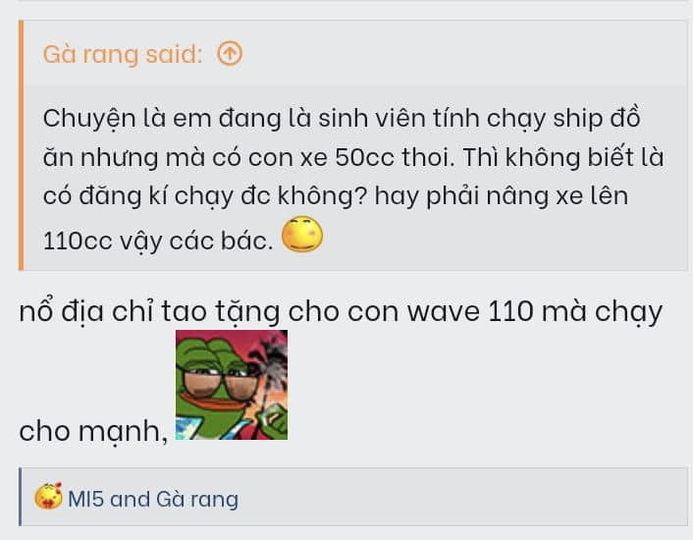 Gà rang said:
Chuyện là em đang là sinh viên tính chạy ship đồ
ăn nhưng mà có con xe 50cc thoi. Thì không biết là
có đăng kí chạy đc không? hay phải nâng xe lên
110cc vậy các bác.
nổ địa chỉ tao tặng cho con wave 110 mà chạy
cho mạnh,
MI5 and Gà rang